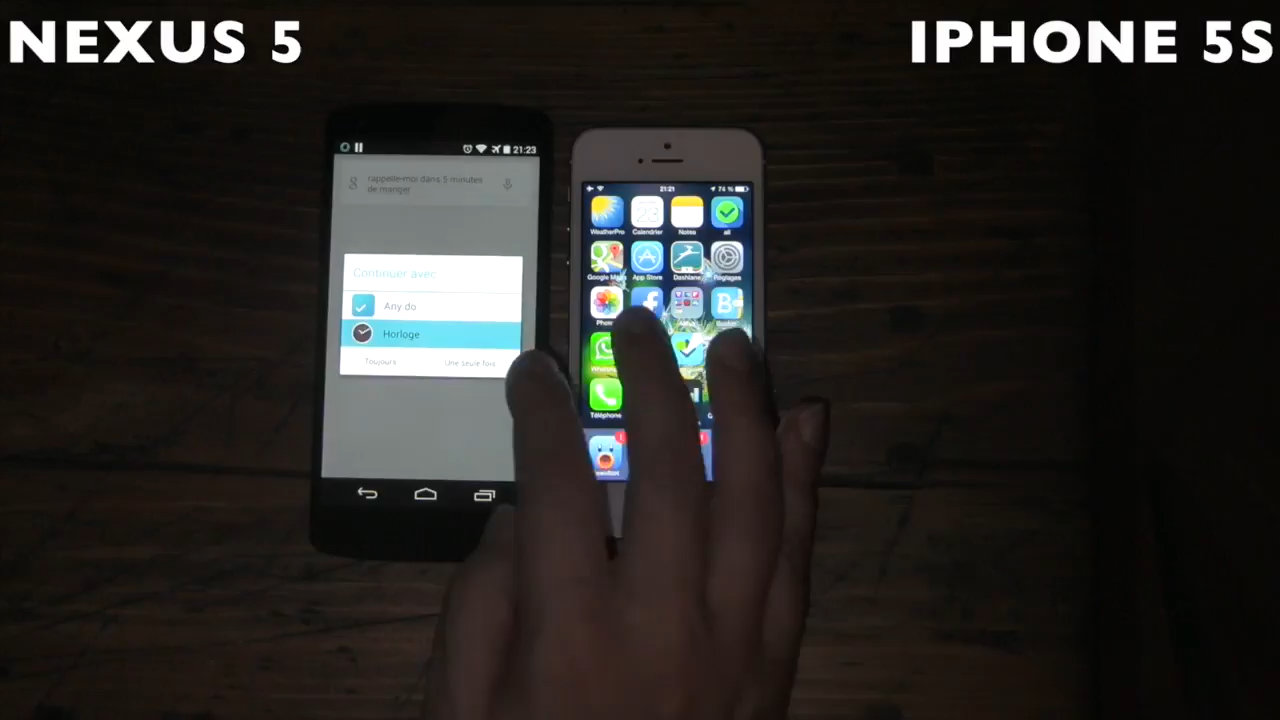 NEXUS 5
IPHONE 5S
21:23
rappelle-moi dans 5 minutes
de manger
Continuer avec
Any do
Horloge
Toujours
Une seule fois
21:21
74 %
WeatherPro
Calendrier
Notes
all
23
Google Maps
App Store
Dashlane
Réglages
Téléphone